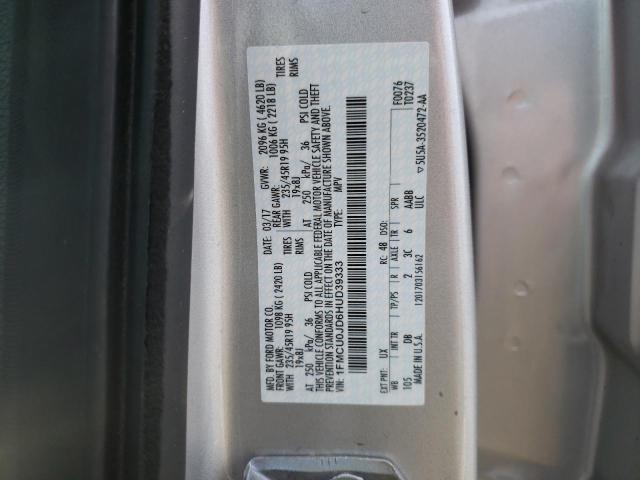 MFD. BY FORD MOTOR CO.
DATE: 03/17 GVWR: 2096 KG ( 4620 LB)
FRONT GAWR: 1098 KG ( 2420 LB) REAR GAWR: 1006 KG ( 2218 LB)
WITH 235/45R19 95H TIRES WITH 235/45R19 95H TIRES
19x8J RIMS 19x8J RIMS
AT 250 kPa/ 36 PSI COLD AT 250 kPa/ 36 PSI COLD
THIS VEHICLE CONFORMS TO ALL APPLICABLE FEDERAL MOTOR VEHICLE SAFETY AND THEFT
PREVENTION STANDARDS IN EFFECT ON THE DATE OF MANUFACTURE SHOWN ABOVE.
VIN: 1FMCU0JD6HUD39333 TYPE: MPV
EXT PNT: UX RC: 48 DSO: F0076
WB INT TR TP/PS R AXLE TR SPR T0237
105 DB 2 3C 6 AABB
MADE IN U.S.A. 1201703156162 ULC
▽5U5A-3520472-AA